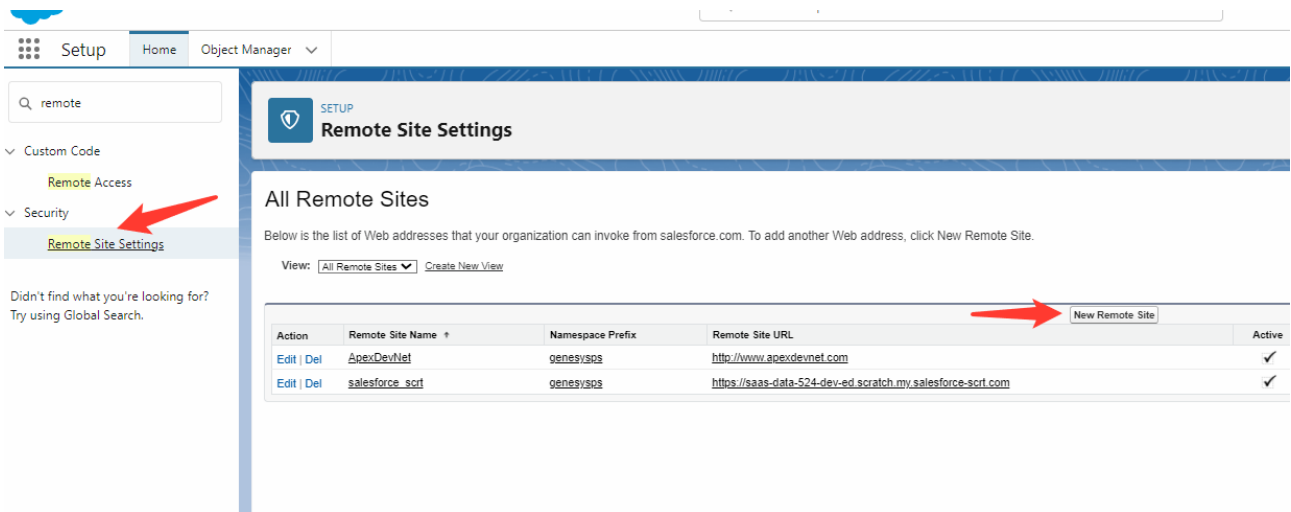 Setup Home Object Manager
remote
Custom Code
Remote Access
Security
Remote Site Settings
Didn't find what you're looking for?
Try using Global Search.
SETUP
Remote Site Settings
All Remote Sites
Below is the list of Web addresses that your organization can invoke from salesforce.com. To add another Web address, click New Remote Site.
View: All Remote Sites Create New View
New Remote Site
Action Remote Site Name ↑ Namespace Prefix Remote Site URL Active
Edit | Del ApexDevNet genesysps http://www.apexdevnet.com ✓
Edit | Del salesforce_scrt genesysps https://saas-data-524-dev-ed.scratch.my.salesforce-scrt.com ✓